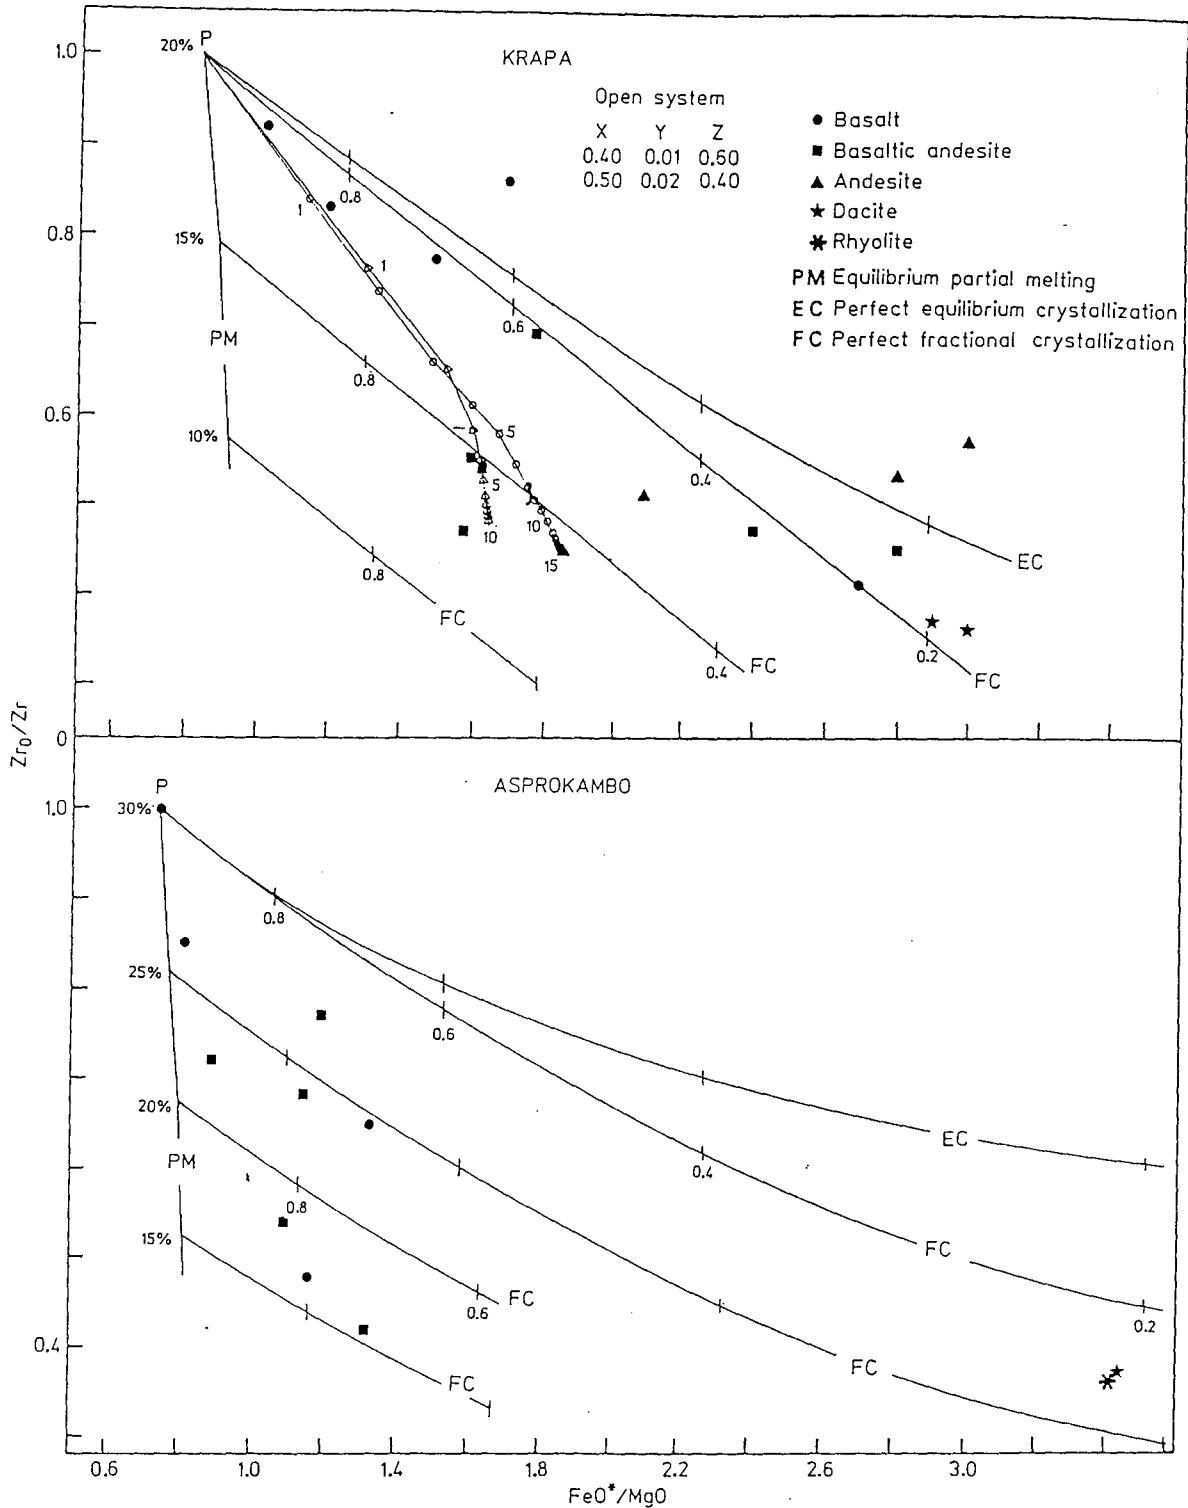 P
20%
1.0
KRAPA
Open system
X Y Z
0.40 0.01 0.60
0.50 0.02 0.40
Basalt
Basaltic andesite
Andesite
Dacite
Rhyolite
PM Equilibrium partial melting
EC Perfect equilibrium crystallization
FC Perfect fractional crystallization
0.8
1
0.8
15%
1
0.6
PM
0.8
0.6
5
10%
0.4
5
10
10
15
EC
0.8
FC
0.4
FC
0.2
FC
0
Zr₀/Zr
P
ASPROKAMBO
30%
1.0
0.8
25%
0.6
20%
EC
PM
0.4
0.8
15%
FC
0.6
FC
0.2
0.4
FC
FC
0.6 1.0 1.4 1.8 2.2 2.6 3.0
FeO*/MgO